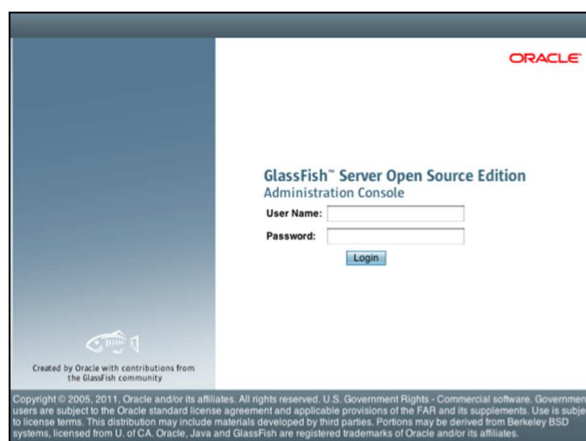 ORACLE
GlassFish™ Server Open Source Edition
Administration Console
User Name:
Password:
Login
Created by Oracle with contributions from
the GlassFish community
Copyright © 2005, 2011, Oracle and/or its affiliates. All rights reserved. U.S. Government Rights - Commercial software. Government
users are subject to the Oracle standard license agreement and applicable provisions of the FAR and its supplements. Use is subject
to license terms. This distribution may include materials developed by third parties. Portions may be derived from Berkeley BSD
systems, licensed from U. of CA. Oracle, Java and GlassFish are registered trademarks of Oracle and/or its affiliates.